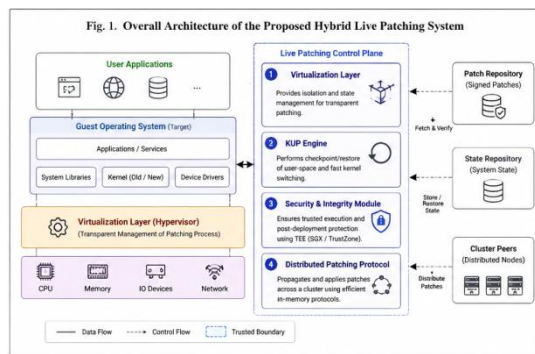 Fig. 1. Overall Architecture of the Proposed Hybrid Live Patching System
User Applications
...
Guest Operating System (Target)
Applications / Services
System Libraries
Kernel (Old / New)
Device Drivers
Virtualization Layer (Hypervisor)
(Transparent Management of Patching Process)
CPU
Memory
IO Devices
Network
Live Patching Control Plane
1
Virtualization Layer
Provides isolation and state
management for transparent
patching.
2
KUP Engine
Performs checkpoint/restore
of user-space and fast kernel
switching.
3
Security & Integrity Module
Ensures trusted execution and
post-deployment protection
using TEE (SGX / TrustZone).
4
Distributed Patching Protocol
Propagates and applies patches
across a cluster using efficient
in-memory protocols.
Patch Repository
(Signed Patches)
Fetch & Verify
State Repository
(System State)
Store /
Restore
State
Cluster Peers
(Distributed Nodes)
Distribute
Patches
Data Flow
Control Flow
Trusted Boundary